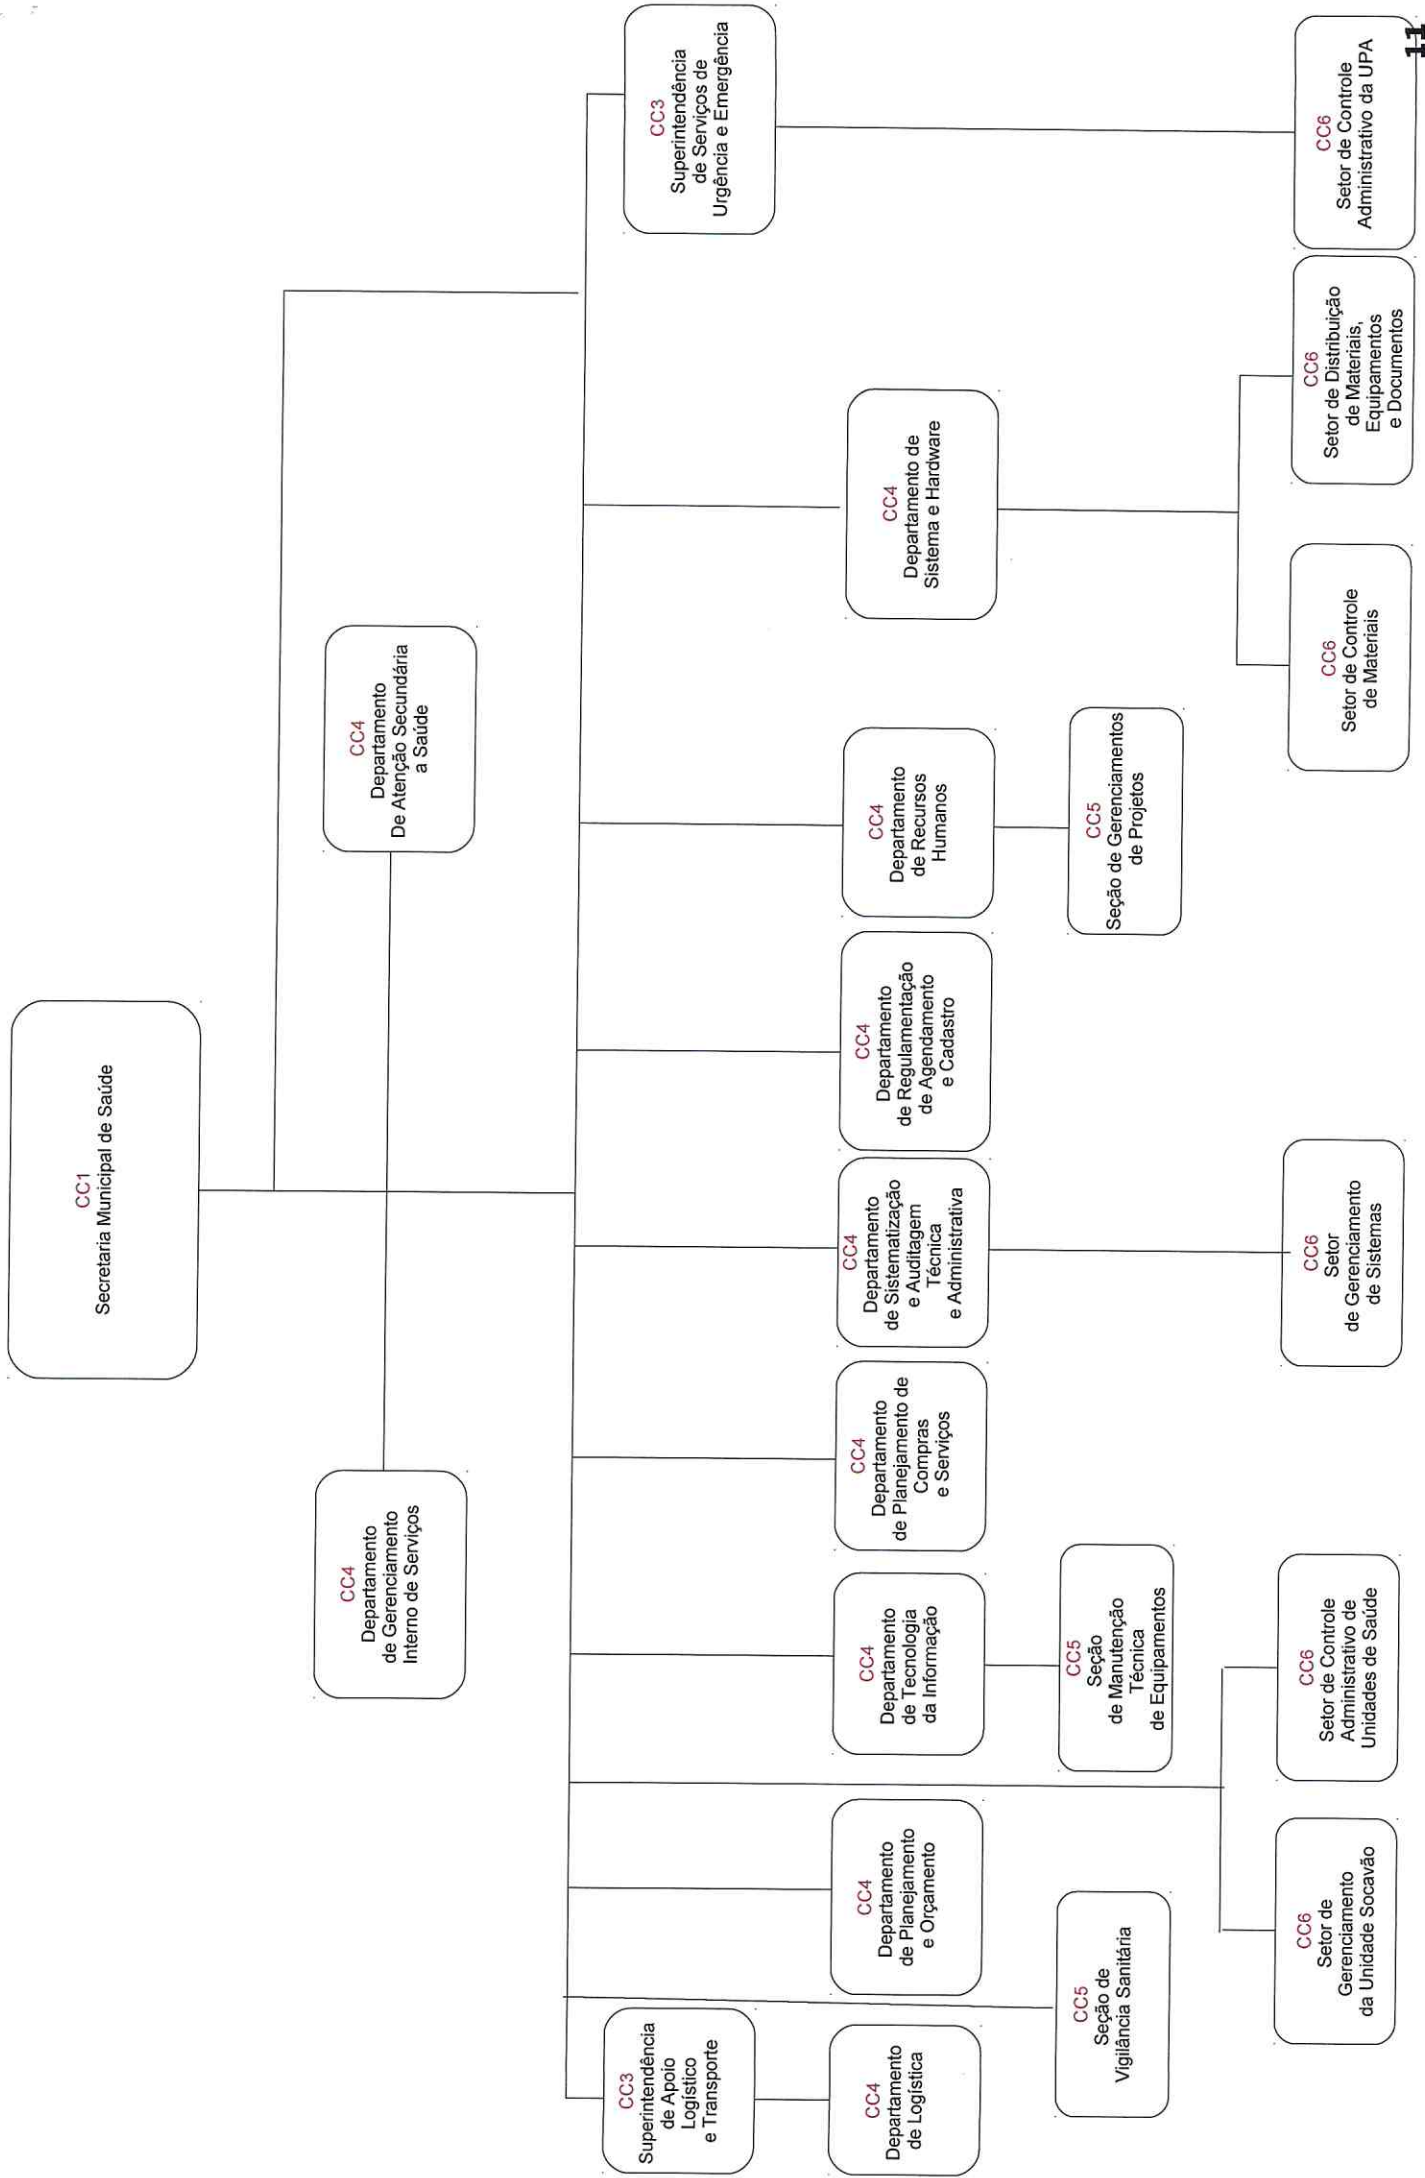 CC1
Secretaria Municipal de Saúde
CC4
Departamento
de Gerenciamento
Interno de Serviços
CC4
Departamento
De Atenção Secundária
a Saúde
CC3
Superintendência
de Apoio
Logístico
e Transporte
CC3
Superintendência
de Serviços de
Urgência e Emergência
CC4
Departamento
de Logística
CC4
Departamento
de Planejamento
e Orçamento
CC4
Departamento
de Tecnologia
da Informação
CC4
Departamento
de Planejamento de
Compras
e Serviços
CC4
Departamento
de Sistematização
e Auditagem
Técnica
e Administrativa
CC4
Departamento
de Regulamentação
de Agendamento
e Cadastro
CC4
Departamento
de Recursos
Humanos
CC4
Departamento de
Sistema e Hardware
CC5
Seção de
Vigilância Sanitária
CC5
Seção
de Manutenção
Técnica
de Equipamentos
CC5
Seção de Gerenciamentos
de Projetos
CC6
Setor de
Gerenciamento
da Unidade Socavão
CC6
Setor de Controle
Administrativo de
Unidades de Saúde
CC6
Setor
de Gerenciamento
de Sistemas
CC6
Setor de Controle
de Materiais
CC6
Setor de Distribuição
de Materiais,
Equipamentos
e Documentos
CC6
Setor de Controle
Administrativo da UPA
11